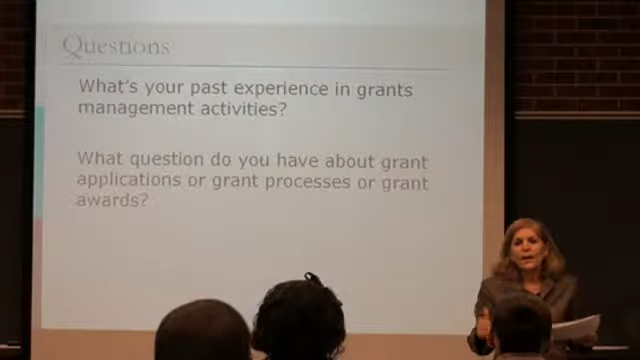 Questions
What's your past experience in grants
management activities?
What question do you have about grant
applications or grant processes or grant
awards?